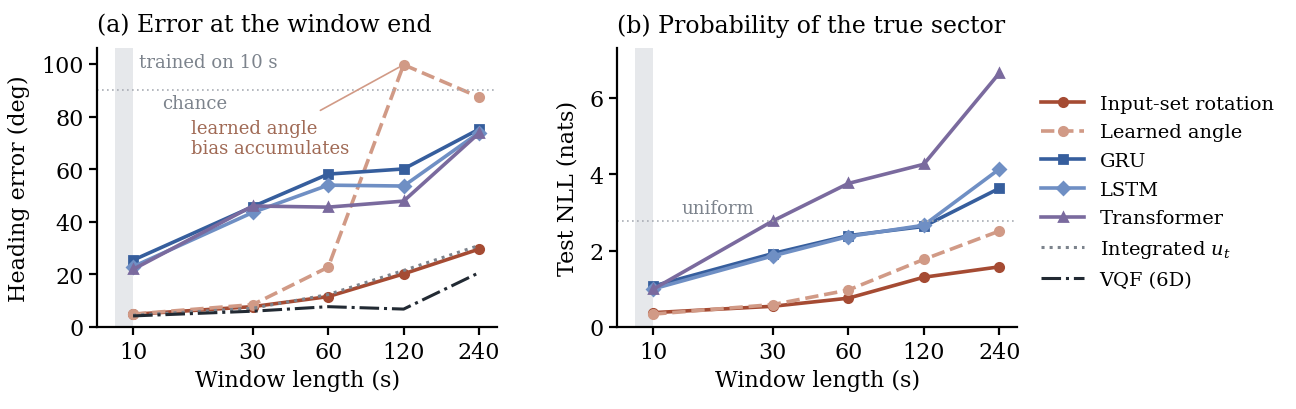 (a) Error at the window end
Heading error (deg)
100
80
60
40
20
0
trained on 10 s
chance
learned angle
bias accumulates
10 30 60 120 240
Window length (s)
(b) Probability of the true sector
Test NLL (nats)
6
4
2
0
uniform
10 30 60 120 240
Window length (s)
Input-set rotation
Learned angle
GRU
LSTM
Transformer
Integrated uₜ
VQF (6D)